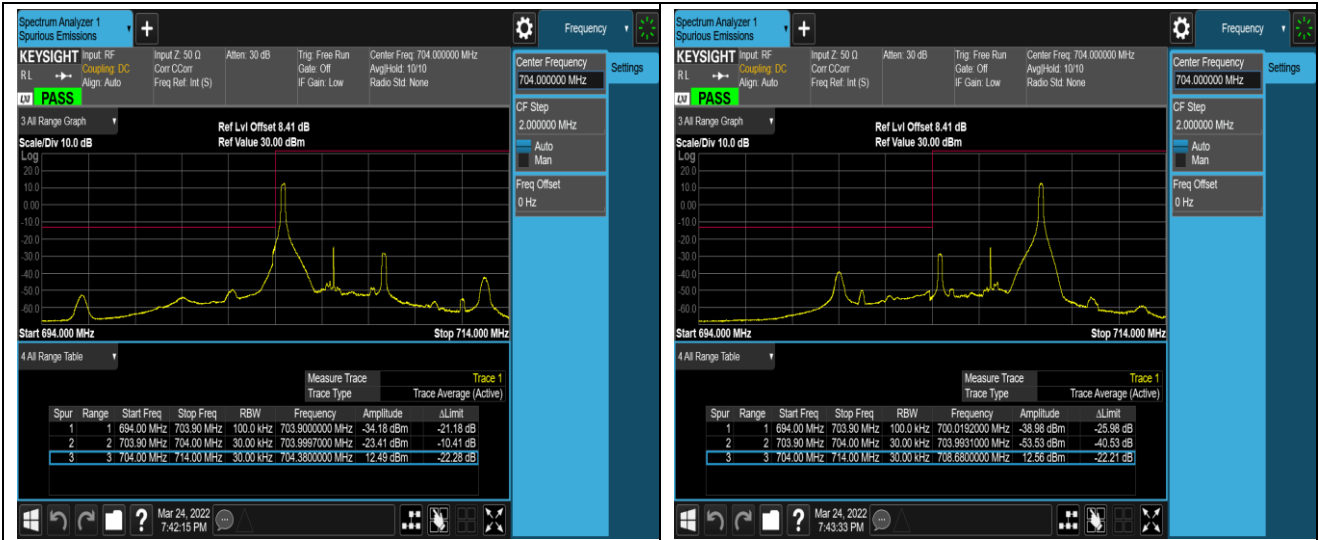 Spectrum Analyzer 1
Spurious Emissions
+
Frequency
KEYSIGHT
Input: RF
Input Z: 50 Ω
Atten: 30 dB
Trig: Free Run
Center Freq: 704.000000 MHz
Coupling: DC
Corr CCorr
Gate: Off
Avg|Hold: 10/10
RL
Align: Auto
Freq Ref: Int (S)
IF Gain: Low
Radio Std: None
LXI
PASS
Center Frequency
704.000000 MHz
Settings
CF Step
2.000000 MHz
Auto
Man
Freq Offset
0 Hz
3 All Range Graph
Ref Lvl Offset 8.41 dB
Scale/Div 10.0 dB
Ref Value 30.00 dBm
Log
20.0
10.0
0.00
-10.0
-20.0
-30.0
-40.0
-50.0
-60.0
Start 694.000 MHz
Stop 714.000 MHz
4 All Range Table
Measure Trace Trace 1
Trace Type Trace Average (Active)
Spur Range Start Freq Stop Freq RBW Frequency Amplitude ΔLimit
1 1 694.00 MHz 703.90 MHz 100.0 kHz 703.9000000 MHz -34.18 dBm -21.18 dB
2 2 703.90 MHz 704.00 MHz 30.00 kHz 703.9997000 MHz -23.41 dBm -10.41 dB
3 3 704.00 MHz 714.00 MHz 30.00 kHz 704.3800000 MHz 12.49 dBm -22.28 dB
?
Mar 24, 2022
7:42:15 PM
Spectrum Analyzer 1
Spurious Emissions
+
Frequency
KEYSIGHT
Input: RF
Input Z: 50 Ω
Atten: 30 dB
Trig: Free Run
Center Freq: 704.000000 MHz
Coupling: DC
Corr CCorr
Gate: Off
Avg|Hold: 10/10
RL
Align: Auto
Freq Ref: Int (S)
IF Gain: Low
Radio Std: None
LXI
PASS
Center Frequency
704.000000 MHz
Settings
CF Step
2.000000 MHz
Auto
Man
Freq Offset
0 Hz
3 All Range Graph
Ref Lvl Offset 8.41 dB
Scale/Div 10.0 dB
Ref Value 30.00 dBm
Log
20.0
10.0
0.00
-10.0
-20.0
-30.0
-40.0
-50.0
-60.0
Start 694.000 MHz
Stop 714.000 MHz
4 All Range Table
Measure Trace Trace 1
Trace Type Trace Average (Active)
Spur Range Start Freq Stop Freq RBW Frequency Amplitude ΔLimit
1 1 694.00 MHz 703.90 MHz 100.0 kHz 700.0192000 MHz -38.98 dBm -25.98 dB
2 2 703.90 MHz 704.00 MHz 30.00 kHz 703.9931000 MHz -53.53 dBm -40.53 dB
3 3 704.00 MHz 714.00 MHz 30.00 kHz 708.6800000 MHz 12.56 dBm -22.21 dB
?
Mar 24, 2022
7:43:33 PM